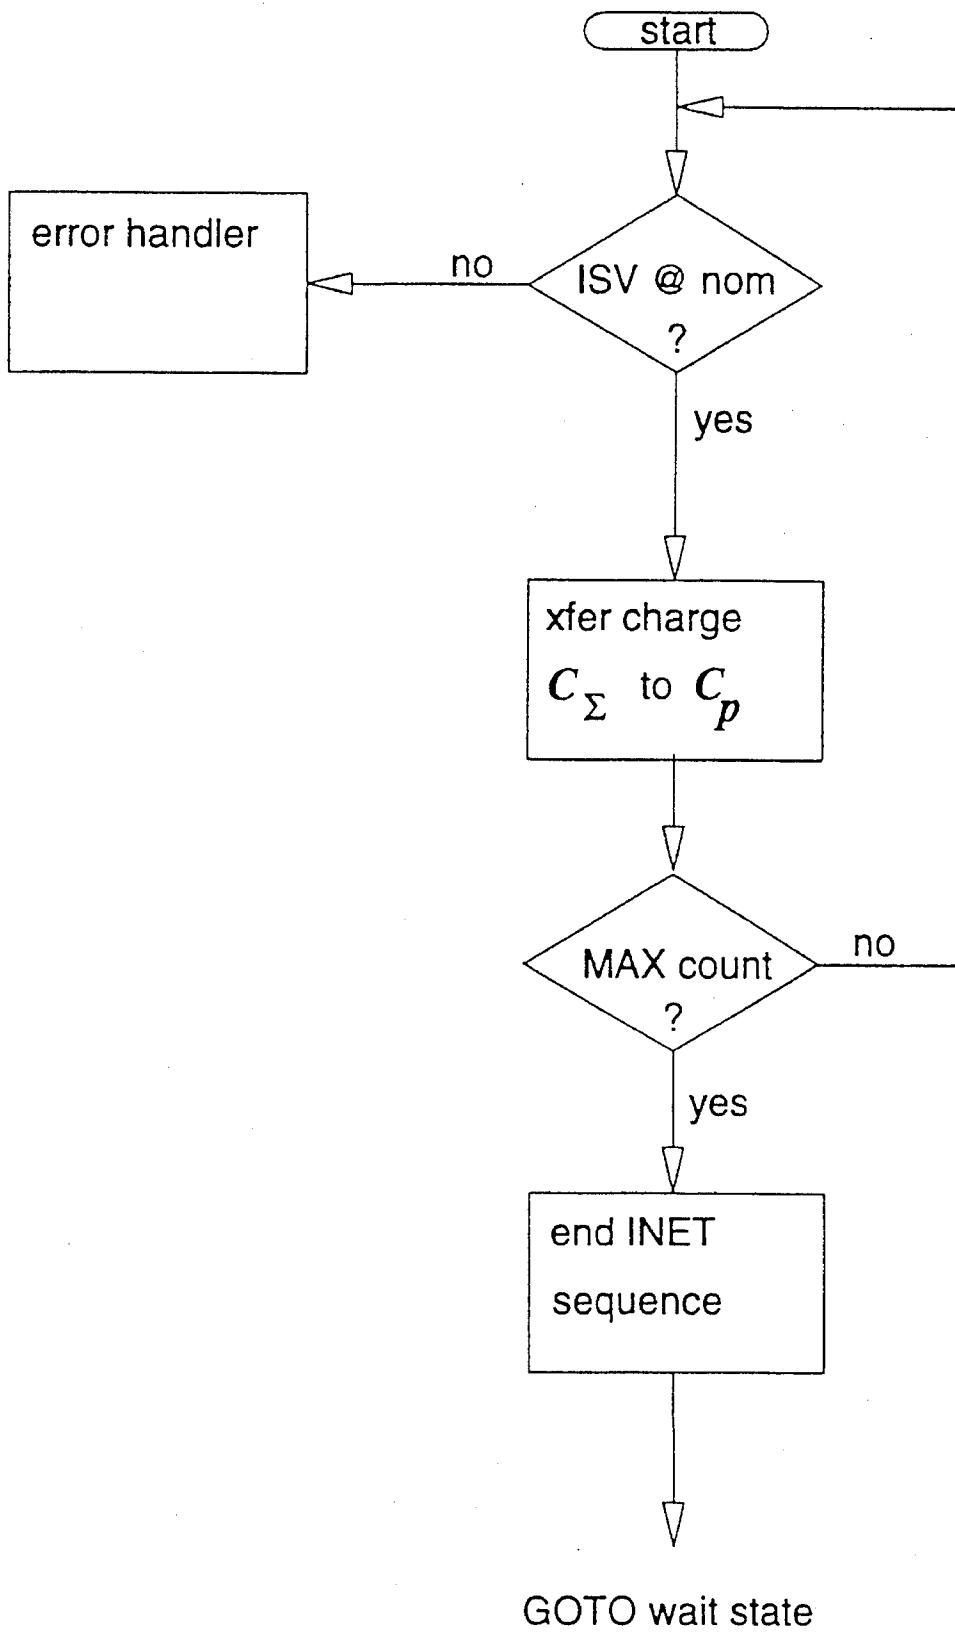 start
error handler
no
ISV @ nom
?
yes
xfer charge
C_Σ to C_p
MAX count
?
no
yes
end INET
sequence
GOTO wait state